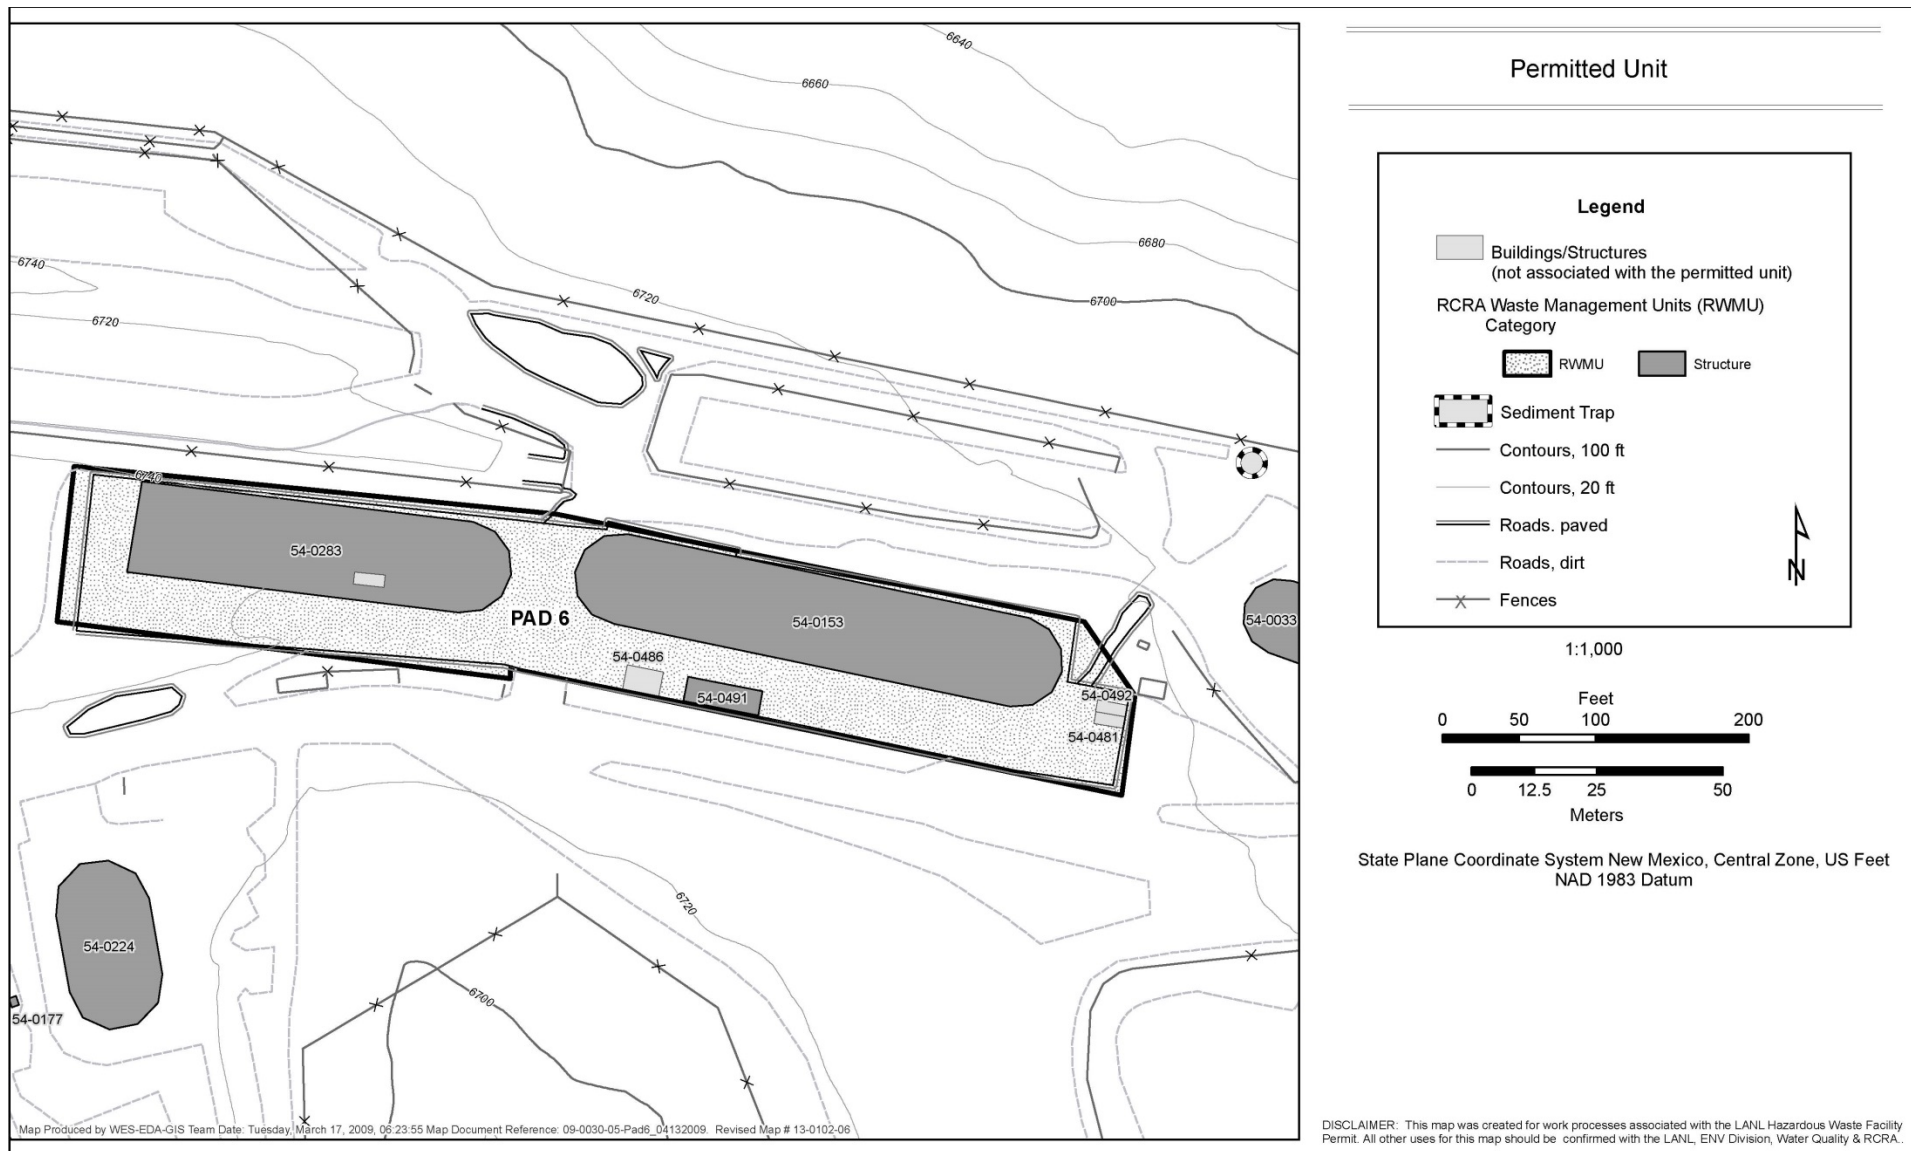 6640
6660
6680
6700
6740
6720
6720
6740
54-0283
54-0153
54-0033
PAD 6
54-0486
54-0491
54-0492
54-0481
54-0224
54-0177
6720
6700
Map Produced by WES-EDA-GIS Team Date: Tuesday, March 17, 2009, 06:23:55 Map Document Reference: 09-0030-05-Pad6_04132009. Revised Map # 13-0102-06
Permitted Unit
Legend
Buildings/Structures
(not associated with the permitted unit)
RCRA Waste Management Units (RWMU)
Category
RWMU Structure
Sediment Trap
Contours, 100 ft
Contours, 20 ft
Roads. paved
Roads, dirt
Fences
N
1:1,000
Feet
0 50 100 200
0 12.5 25 50
Meters
State Plane Coordinate System New Mexico, Central Zone, US Feet
NAD 1983 Datum
DISCLAIMER: This map was created for work processes associated with the LANL Hazardous Waste Facility
Permit. All other uses for this map should be confirmed with the LANL, ENV Division, Water Quality & RCRA..